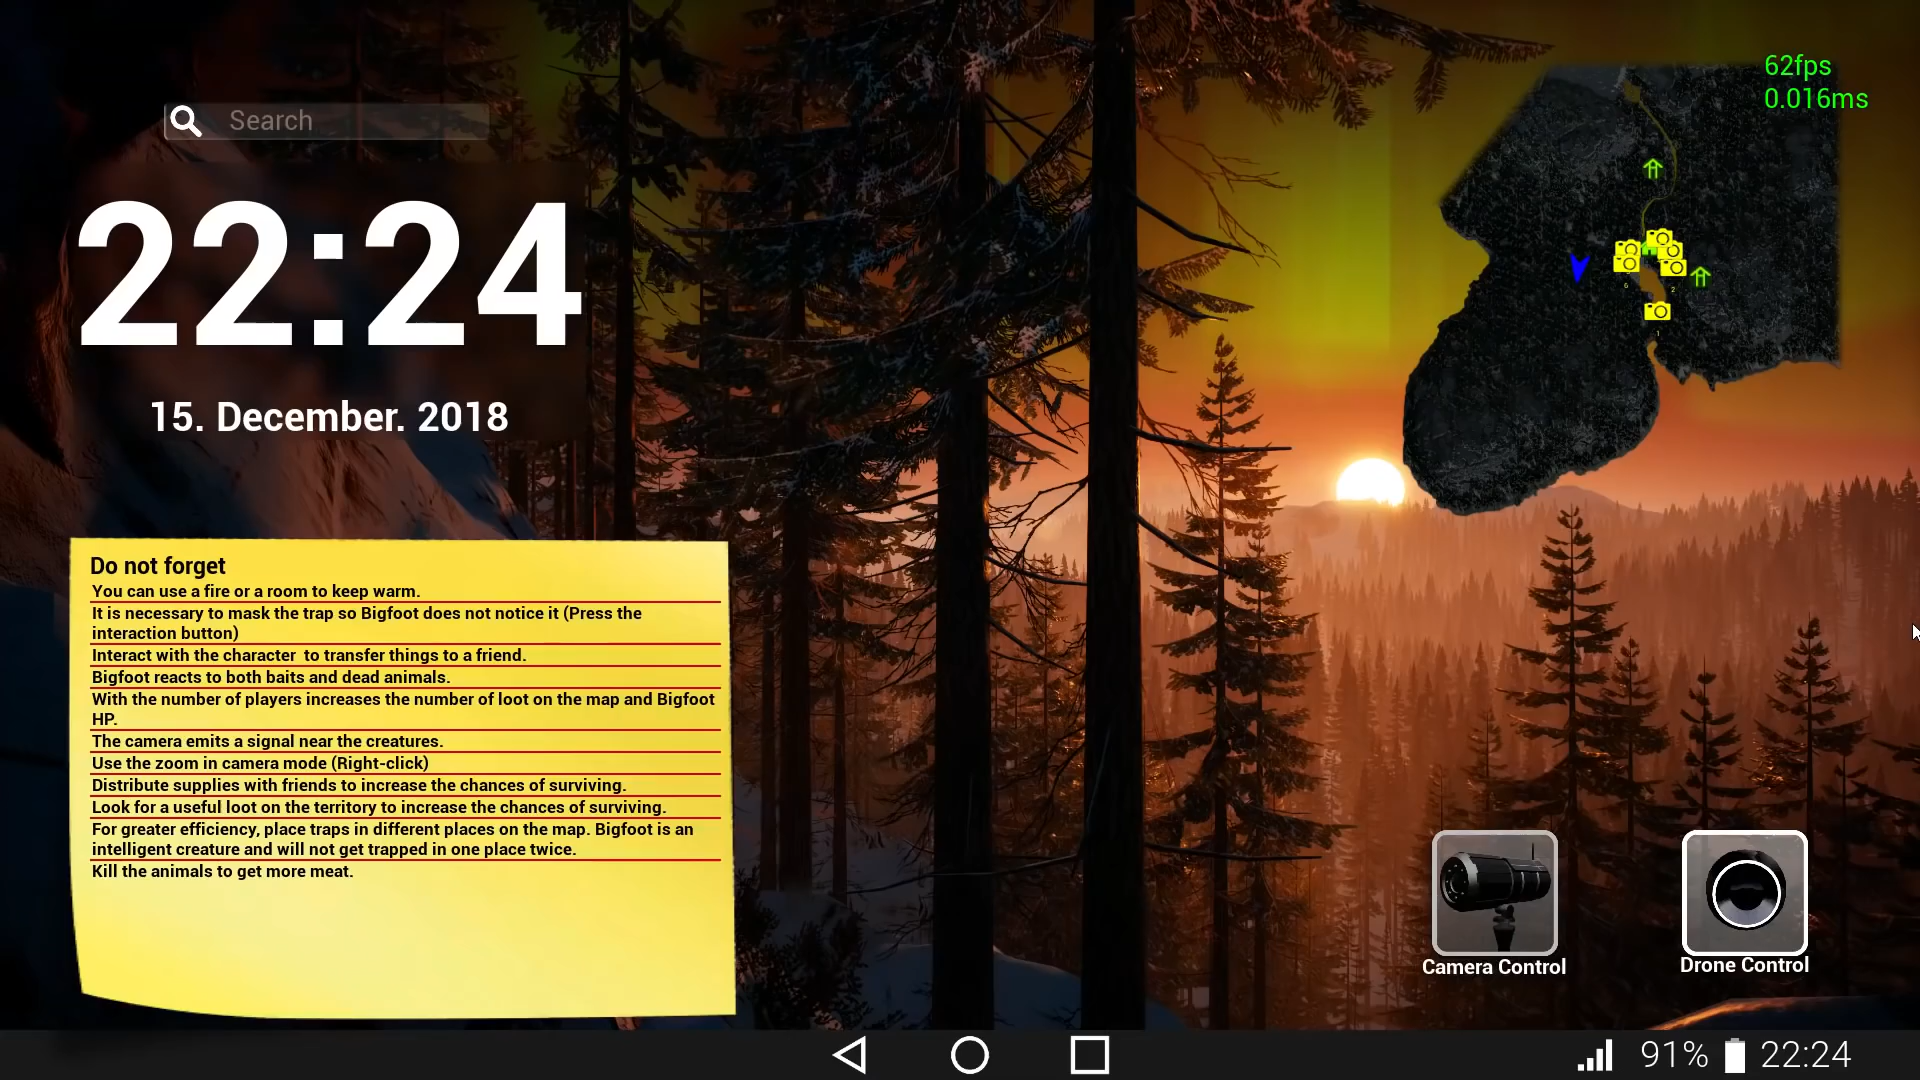 62fps
0.016ms
Search
22:24
15. December. 2018
6
2
1
Do not forget
You can use a fire or a room to keep warm.
It is necessary to mask the trap so Bigfoot does not notice it (Press the
interaction button)
Interact with the character  to transfer things to a friend.
Bigfoot reacts to both baits and dead animals.
With the number of players increases the number of loot on the map and Bigfoot
HP.
The camera emits a signal near the creatures.
Use the zoom in camera mode (Right-click)
Distribute supplies with friends to increase the chances of surviving.
Look for a useful loot on the territory to increase the chances of surviving.
For greater efficiency, place traps in different places on the map. Bigfoot is an
intelligent creature and will not get trapped in one place twice.
Kill the animals to get more meat.
Camera Control
Drone Control
91%
22:24